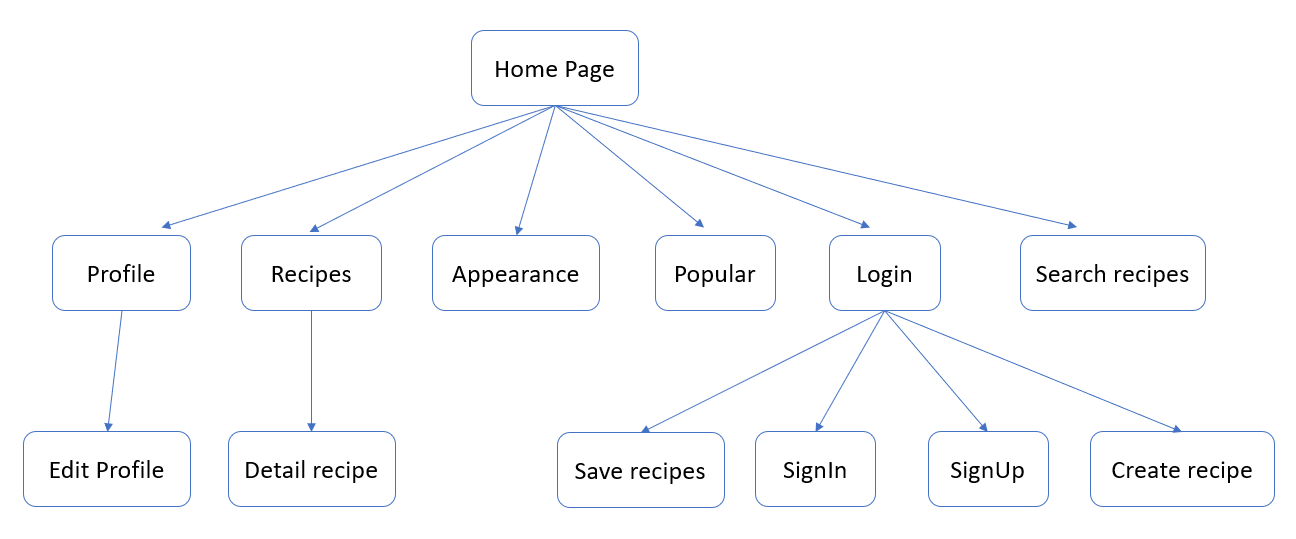 Home Page
Profile
Recipes
Appearance
Popular
Login
Search recipes
Edit Profile
Detail recipe
Save recipes
SignIn
SignUp
Create recipe